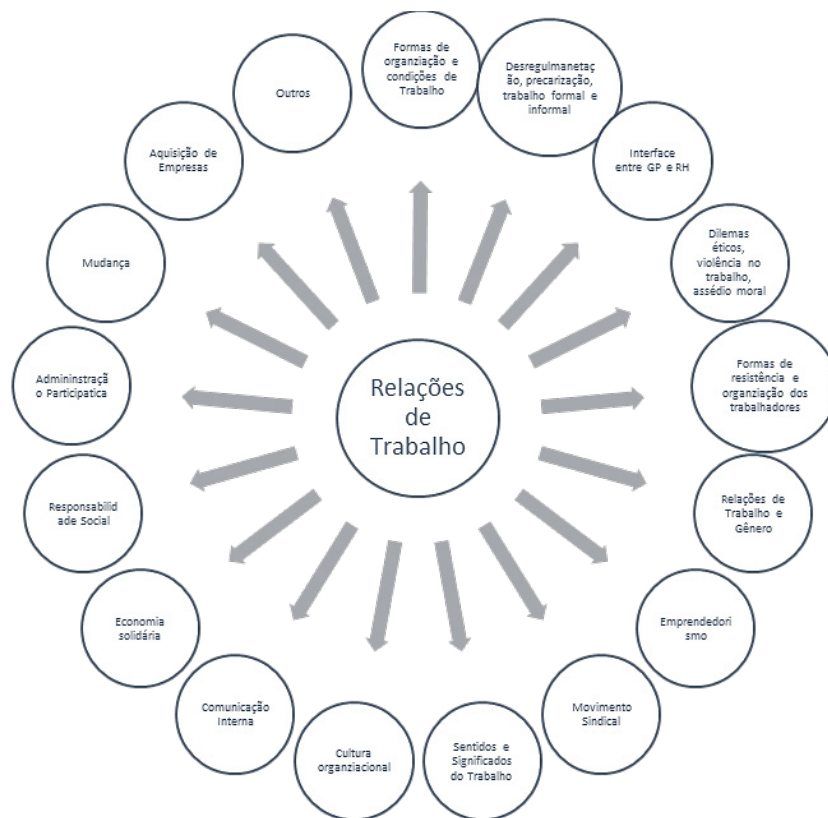 Relações
de
Trabalho
Formas de
organziação e
condições de
Trabalho
Desregulmanetaç
ão, precarização,
trabalho formal e
informal
Interface
entre GP e RH
Dilemas
éticos,
violência no
trabalho,
assédio moral
Formas de
resistência e
organziação dos
trabalhadores
Relações de
Trabalho e
Gênero
Emprendedori
smo
Movimento
Sindical
Sentidos e
Significados
do Trabalho
Cultura
organziacional
Comunicação
Interna
Economia
solidária
Responsabilid
ade Social
Admininstraçã
o Participatica
Mudança
Aquisição de
Empresas
Outros